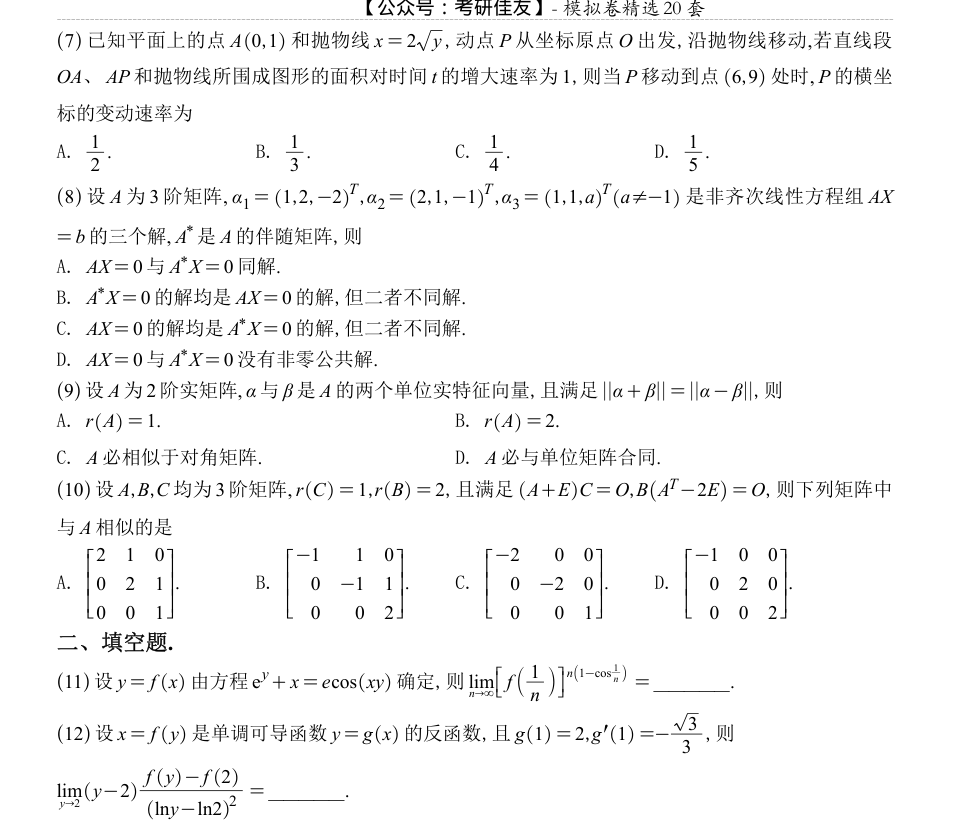 【公众号：考研佳友】- 模拟卷精选 20 套
(7) 已知平面上的点 A(0,1) 和抛物线 x=2√y, 动点 P 从坐标原点 O 出发, 沿抛物线移动,若直线段
OA、AP 和抛物线所围成图形的面积对时间 t 的增大速率为 1, 则当 P 移动到点 (6,9) 处时, P 的横坐
标的变动速率为
A. 1/2. B. 1/3. C. 1/4. D. 1/5.
(8) 设 A 为 3 阶矩阵, α₁=(1,2,−2)ᵀ,α₂=(2,1,−1)ᵀ,α₃=(1,1,a)ᵀ(a≠−1) 是非齐次线性方程组 AX
=b 的三个解, A* 是 A 的伴随矩阵, 则
A. AX=0 与 A*X=0 同解.
B. A*X=0 的解均是 AX=0 的解, 但二者不同解.
C. AX=0 的解均是 A*X=0 的解, 但二者不同解.
D. AX=0 与 A*X=0 没有非零公共解.
(9) 设 A 为 2 阶实矩阵, α 与 β 是 A 的两个单位实特征向量, 且满足 ||α+β||=||α−β||, 则
A. r(A)=1. B. r(A)=2.
C. A 必相似于对角矩阵. D. A 必与单位矩阵合同.
(10) 设 A,B,C 均为 3 阶矩阵, r(C)=1,r(B)=2, 且满足 (A+E)C=O,B(Aᵀ−2E)=O, 则下列矩阵中
与 A 相似的是
A. [2 1 0; 0 2 1; 0 0 1]. B. [−1 1 0; 0 −1 1; 0 0 2]. C. [−2 0 0; 0 −2 0; 0 0 1]. D. [−1 0 0; 0 2 0; 0 0 2].
二、填空题.
(11) 设 y=f(x) 由方程 e^y+x=ecos(xy) 确定, 则 lim_{n→∞}[f(1/n)]^{n(1−cos 1/n)} =________.
(12) 设 x=f(y) 是单调可导函数 y=g(x) 的反函数, 且 g(1)=2,g′(1)=−√3/3, 则
lim_{y→2}(y−2) (f(y)−f(2))/(lny−ln2)² =________.